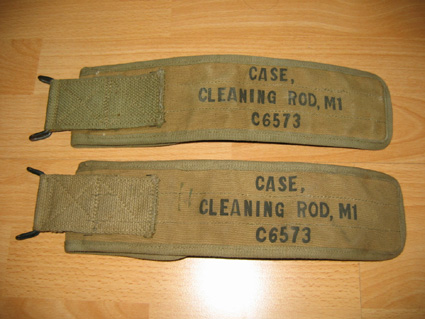 CASE,
CLEANING ROD, M1
C6573
CASE,
CLEANING ROD, M1
C6573